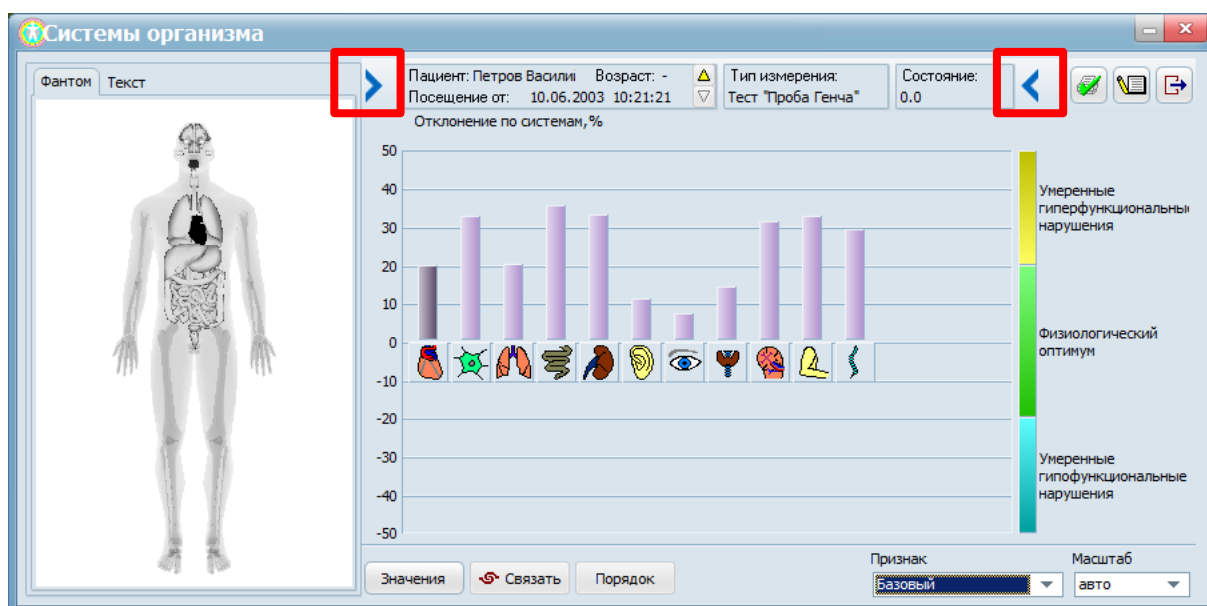 Системы организма
Фантом Текст
Пациент: Петров Васили Возраст: -
Посещение от: 10.06.2003 10:21:21
Тип измерения:
Тест "Проба Генча"
Состояние:
0.0
Отклонение по системам,%
50
40
30
20
10
0
-10
-20
-30
-40
-50
Умеренные
гиперфункциональны
нарушения
Физиологический
оптимум
Умеренные
гипофункциональные
нарушения
Значения Связать Порядок
Признак
Базовый
Масштаб
авто